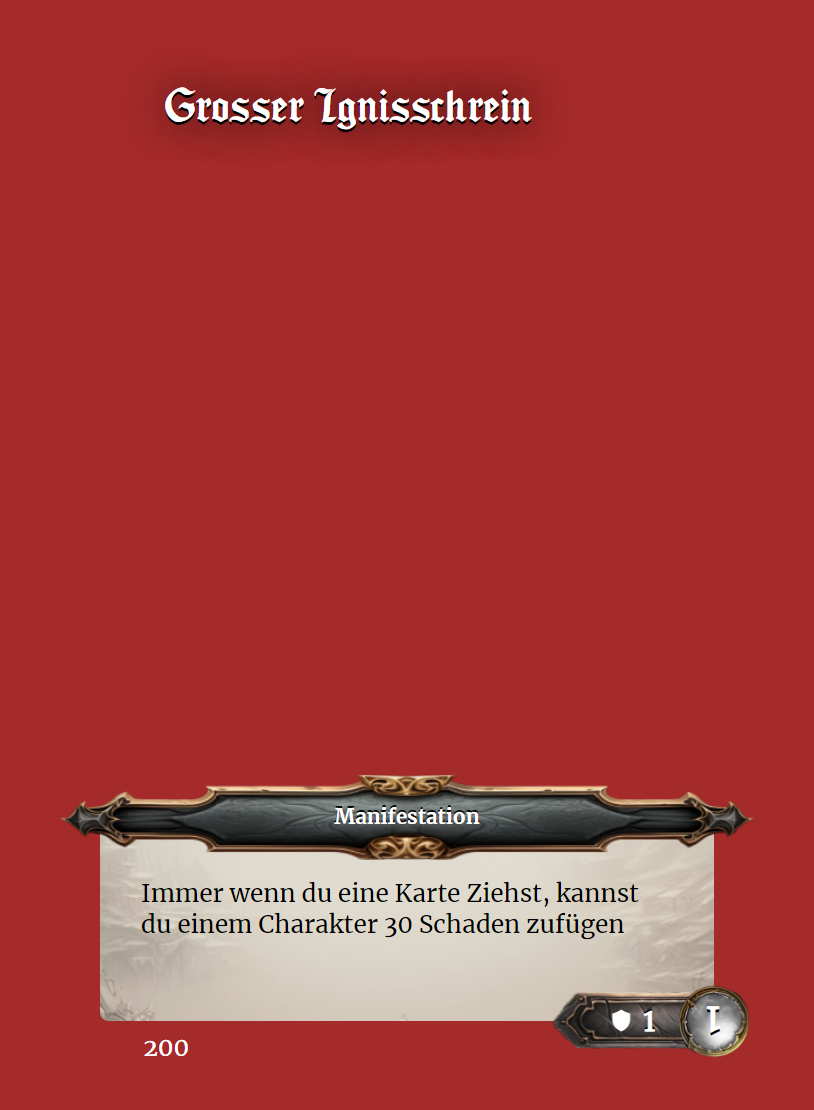 Grosser Ignisschrein
Manifestation
Immer wenn du eine Karte Ziehst, kannst
du einem Charakter 30 Schaden zufügen
1
200